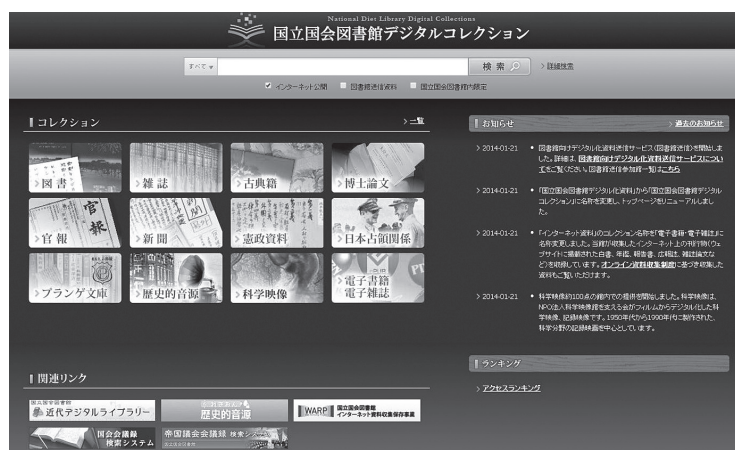 National Diet Library Digital Collections
国立国会図書館デジタルコレクション
すべて
検索
詳細検索
インターネット公開
図書館送信資料
国立国会図書館内限定
コレクション
一覧
図書
雑誌
古典籍
博士論文
官報
新聞
憲政資料
日本占領関係
プランゲ文庫
歴史的音源
科学映像
電子書籍
電子雑誌
関連リンク
国立国会図書館
近代デジタルライブラリー
歴史的音源
WARP
国立国会図書館
インターネット資料収集保存事業
国会会議録
検索システム
帝国議会会議録 検索システム
お知らせ
過去のお知らせ
2014-01-21
図書館向けデジタル化資料送信サービス(図書館送信)を開始しま
した。詳細は、図書館向けデジタル化資料送信サービスについ
てをご覧ください。図書館送信参加館一覧はこちら
2014-01-21
「国立国会図書館デジタル化資料」から「国立国会図書館デジタル
コレクション」に名称を変更し、トップページをリニューアルしまし
た。
2014-01-21
「インターネット資料」のコレクション名称を「電子書籍・電子雑誌」に
名称変更しました。当館が収集したインターネット上の刊行物(ウェ
ブサイトに掲載された白書、年鑑、報告書、広報誌、雑誌論文な
ど)を収録しています。オンライン資料収集制度に基づき収集した
資料もご覧いただけます。
2014-01-21
科学映像約100点の館内での提供を開始しました。科学映像は、
NPO法人科学映像館を支える会がフィルムからデジタル化した科
学映像、記録映像です。1950年代から1990年代に製作された、
科学分野の記録映画を中心としています。
ランキング
アクセスランキング